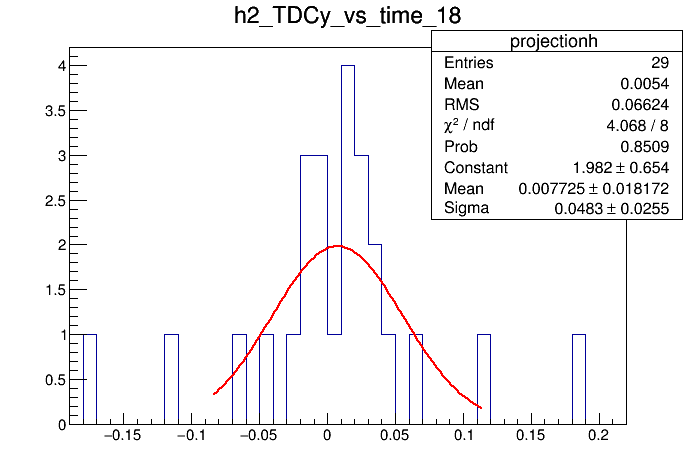 h2_TDCy_vs_time_18
projectionh
Entries 29
Mean 0.0054
RMS 0.06624
χ² / ndf 4.068 / 8
Prob 0.8509
Constant 1.982 ± 0.654
Mean 0.007725 ± 0.018172
Sigma 0.0483 ± 0.0255
4
3.5
3
2.5
2
1.5
1
0.5
0
−0.15 −0.1 −0.05 0 0.05 0.1 0.15 0.2